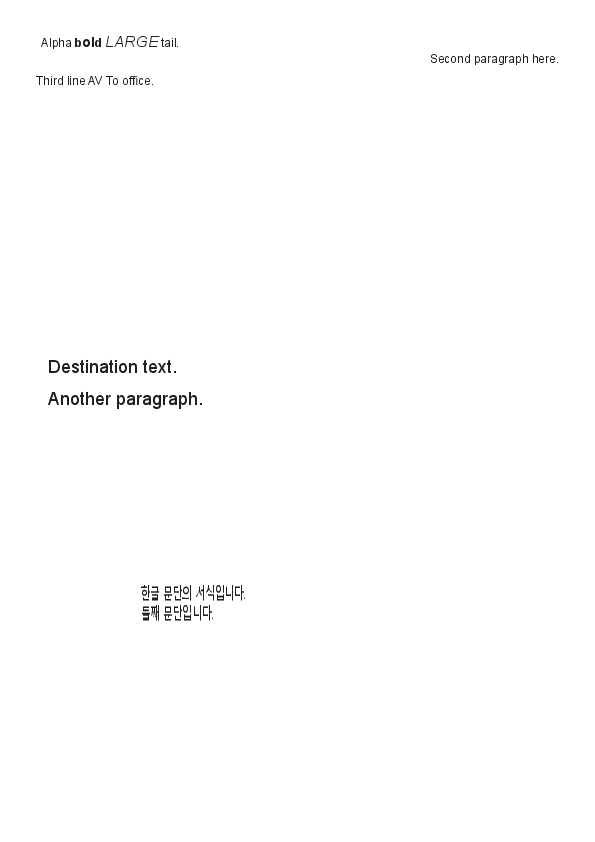 Alpha bold LARGE tail.
Second paragraph here.
Third line AV To office.
Destination text.
Another paragraph.
한글 문단의 서식입니다.
둘째 문단입니다.